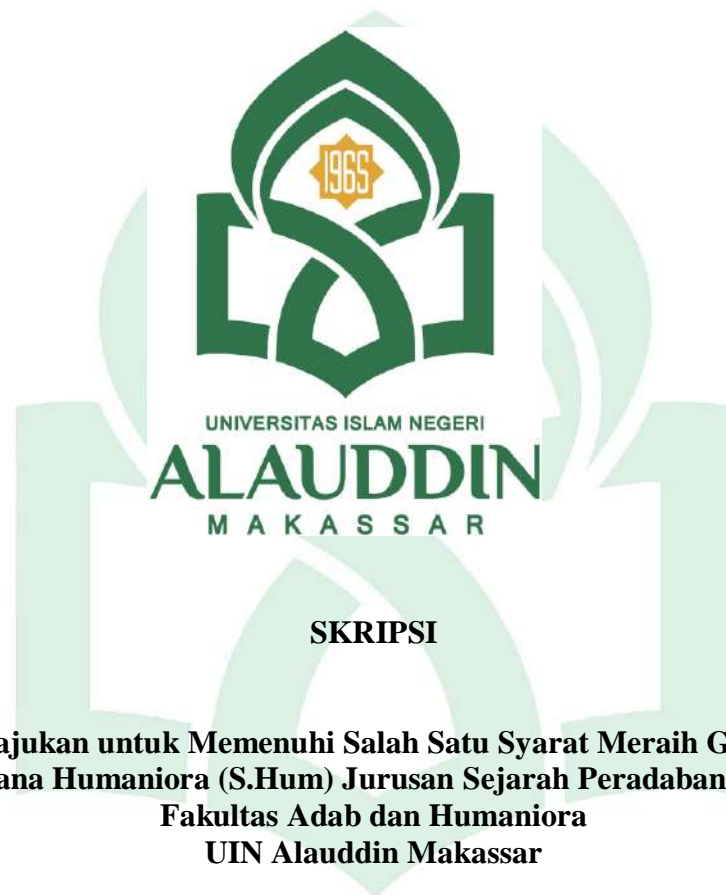 1965
UNIVERSITAS ISLAM NEGERI
ALAUDDIN
MAKASSAR
SKRIPSI
ajukan untuk Memenuhi Salah Satu Syarat Meraih G
ana Humaniora (S.Hum) Jurusan Sejarah Peradaban
Fakultas Adab dan Humaniora
UIN Alauddin Makassar